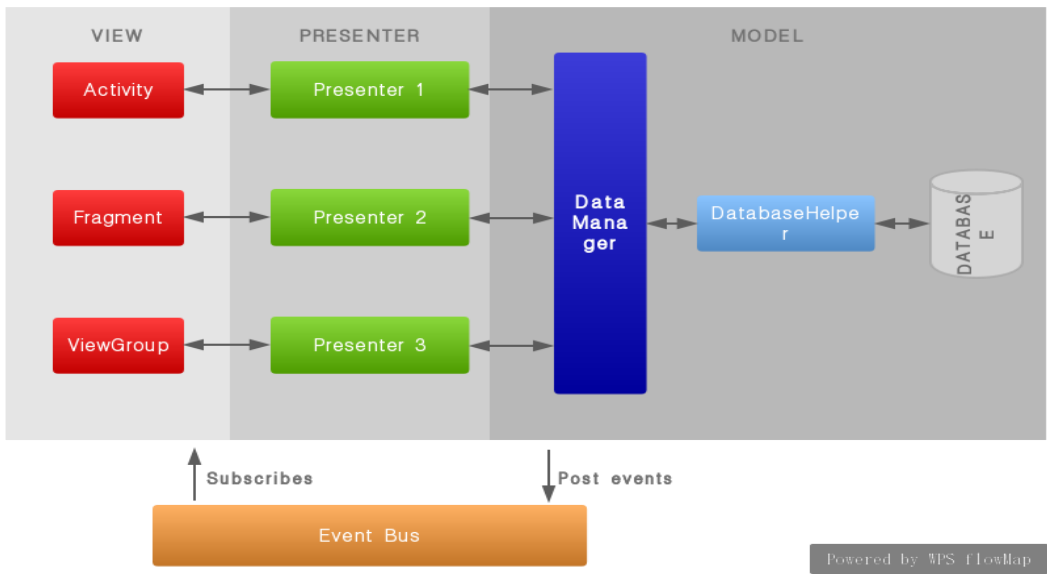 VIEW
PRESENTER
MODEL
Activity
Presenter 1
Fragment
Presenter 2
Data
Mana
ger
DatabaseHelpe
r
DATABAS
E
ViewGroup
Presenter 3
Subscribes
Post events
Event Bus
Powered by WPS flowMap